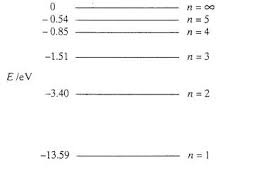 0 n = ∞
- 0.54 n = 5
- 0.85 n = 4
-1.51 n = 3
E /eV
-3.40 n = 2
-13.59 n = 1